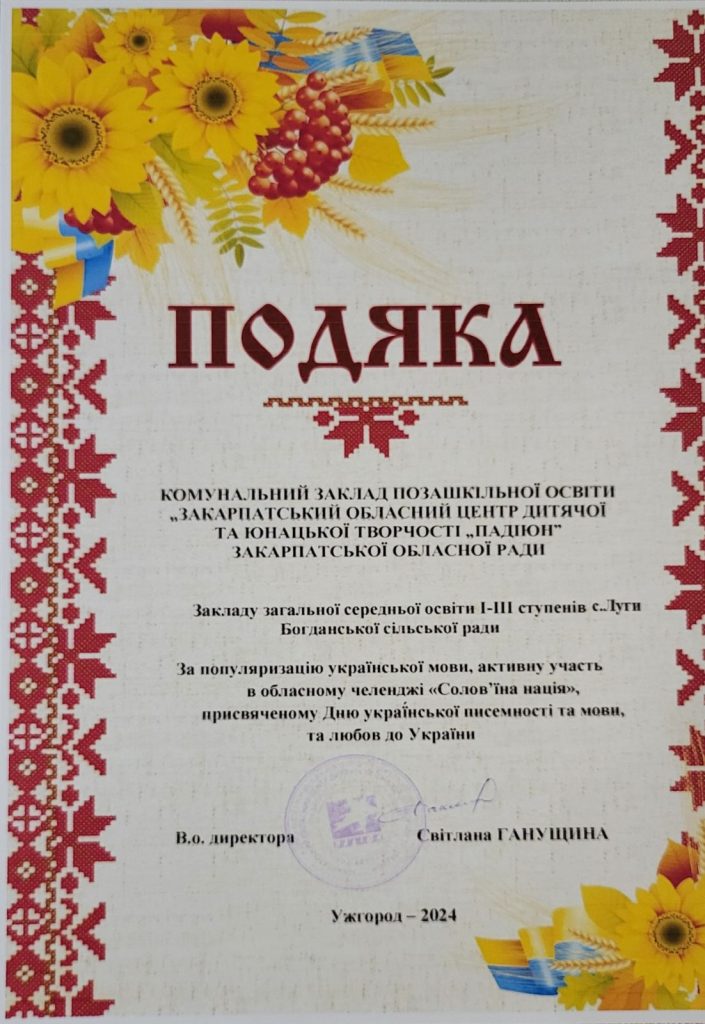 ПОДЯКА
КОМУНАЛЬНИЙ ЗАКЛАД ПОЗАШКІЛЬНОЇ ОСВІТИ
„ЗАКАРПАТСЬКИЙ ОБЛАСНИЙ ЦЕНТР ДИТЯЧОЇ
ТА ЮНАЦЬКОЇ ТВОРЧОСТІ „ПАДІЮН”
ЗАКАРПАТСЬКОЇ ОБЛАСНОЇ РАДИ
Закладу загальної середньої освіти І-ІІІ ступенів с.Луги
Богданської сільської ради
За популяризацію української мови, активну участь
в обласному челенджі «Солов’їна нація»,
присвяченому Дню української писемності та мови,
та любов до України
В.о. директора Світлана ГАНУЩИНА
Ужгород – 2024